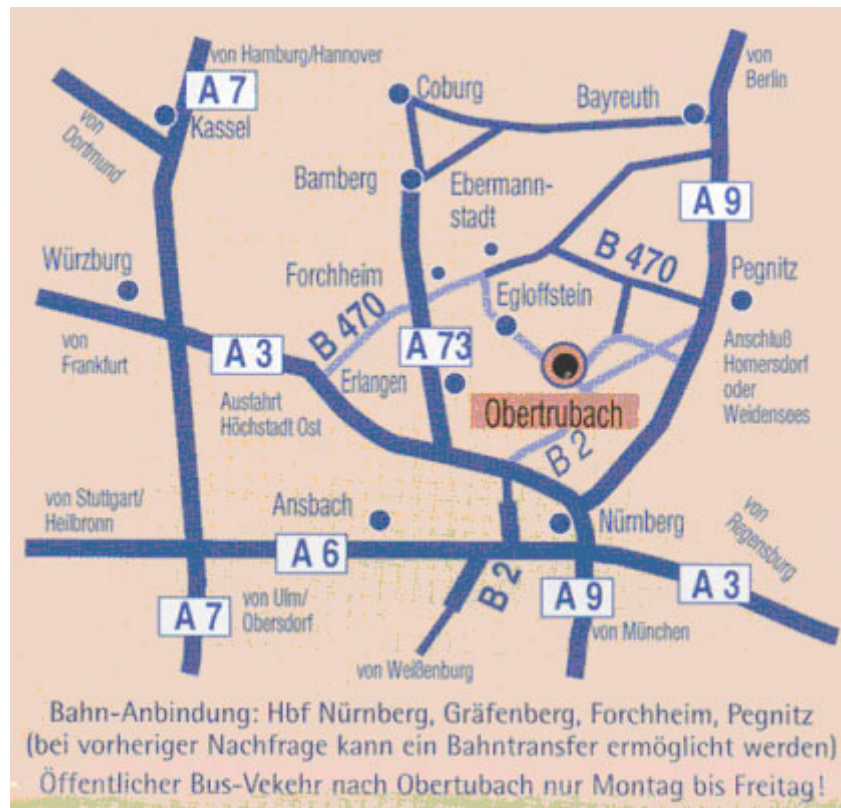 von Hamburg/Hannover
von
Berlin
A 7
Coburg
Bayreuth
Kassel
von
Dortmund
Bamberg
Ebermann-
stadt
A 9
Würzburg
Forchheim
B 470
Pegnitz
Egloffstein
B 470
von
Frankfurt
A 3
A 73
Anschluß
Homersdorf
oder
Weidensees
Erlangen
Ausfahrt
Höchstadt Ost
Obertrubach
B 2
von Stuttgart/
Heilbronn
Ansbach
Nürnberg
von
Regensburg
A 6
B 2
A 3
A 7
von Ulm/
Obersdorf
A 9
von München
von Weißenburg
Bahn-Anbindung: Hbf Nürnberg, Gräfenberg, Forchheim, Pegnitz
(bei vorheriger Nachfrage kann ein Bahntransfer ermöglicht werden)
Öffentlicher Bus-Vekehr nach Obertubach nur Montag bis Freitag!